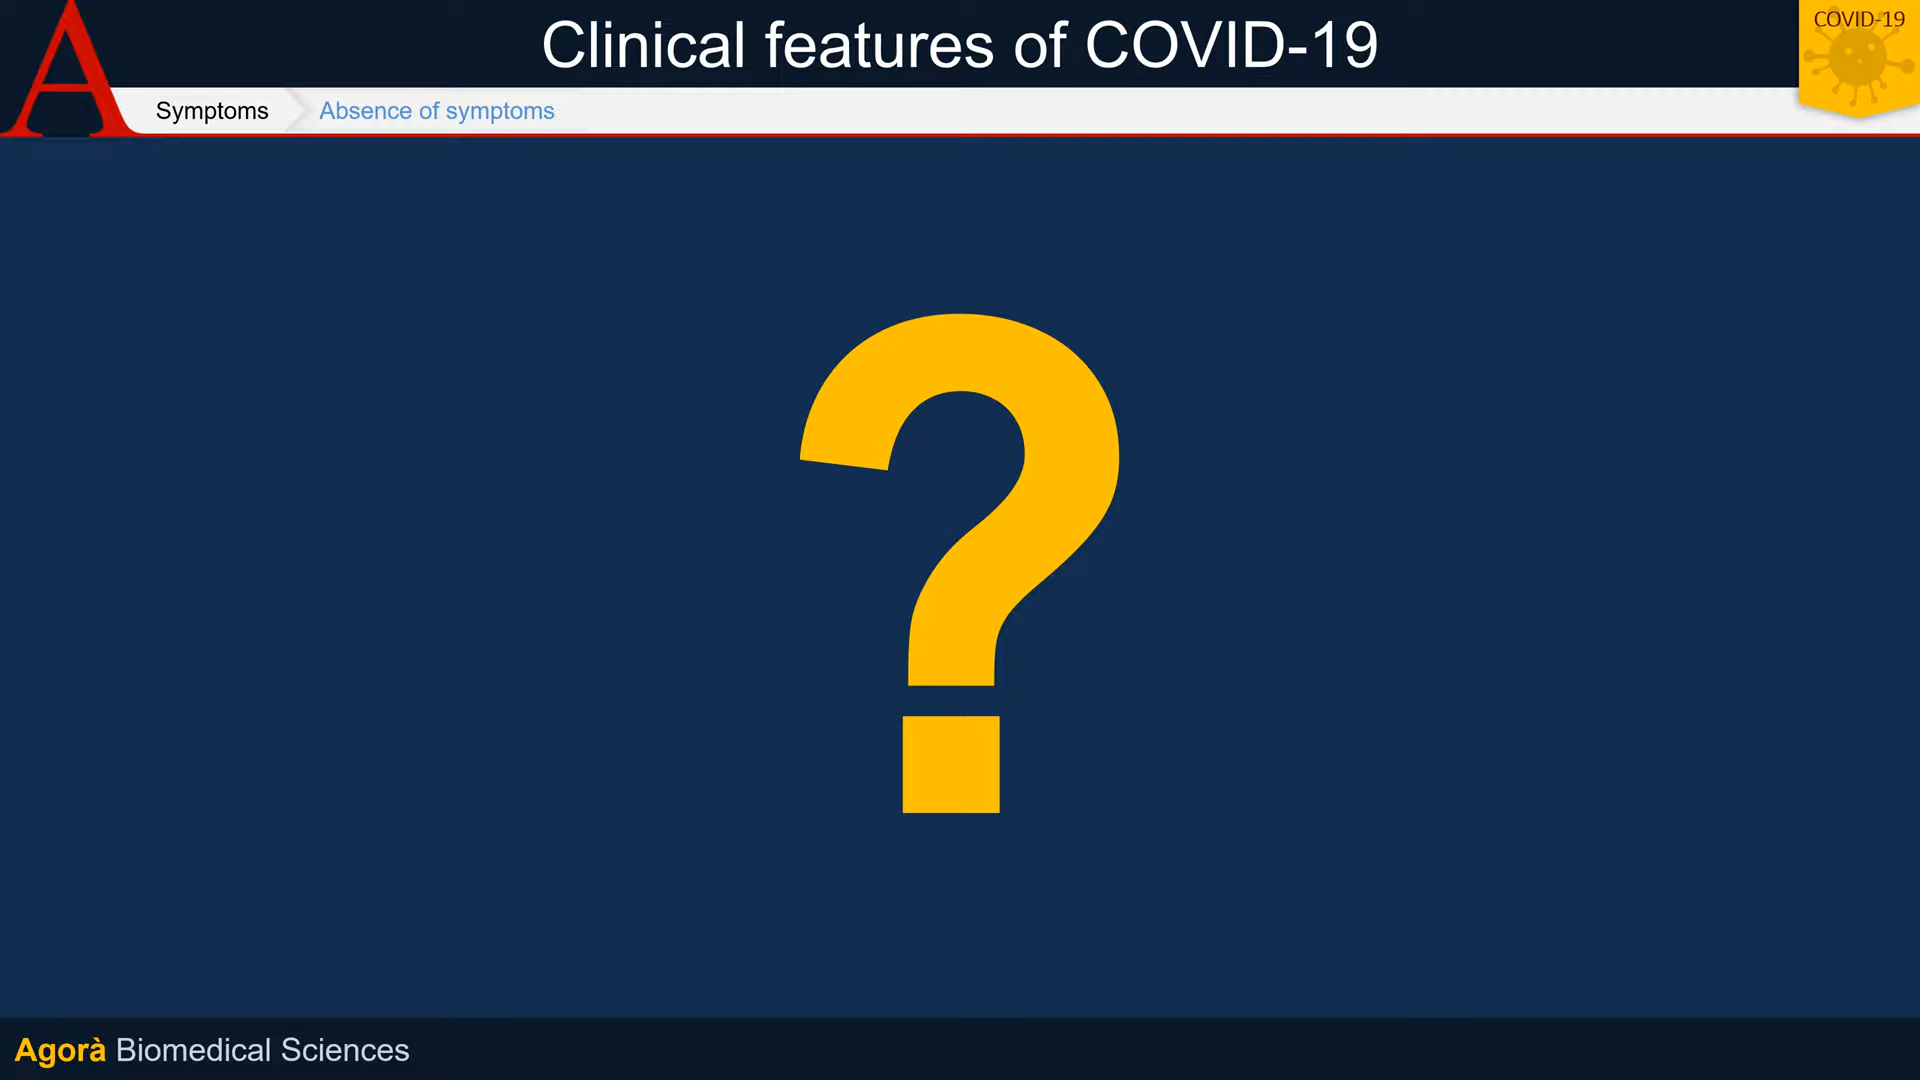 Clinical features of COVID-19
COVID-19
A
Symptoms
Absence of symptoms
?
Agorà Biomedical Sciences